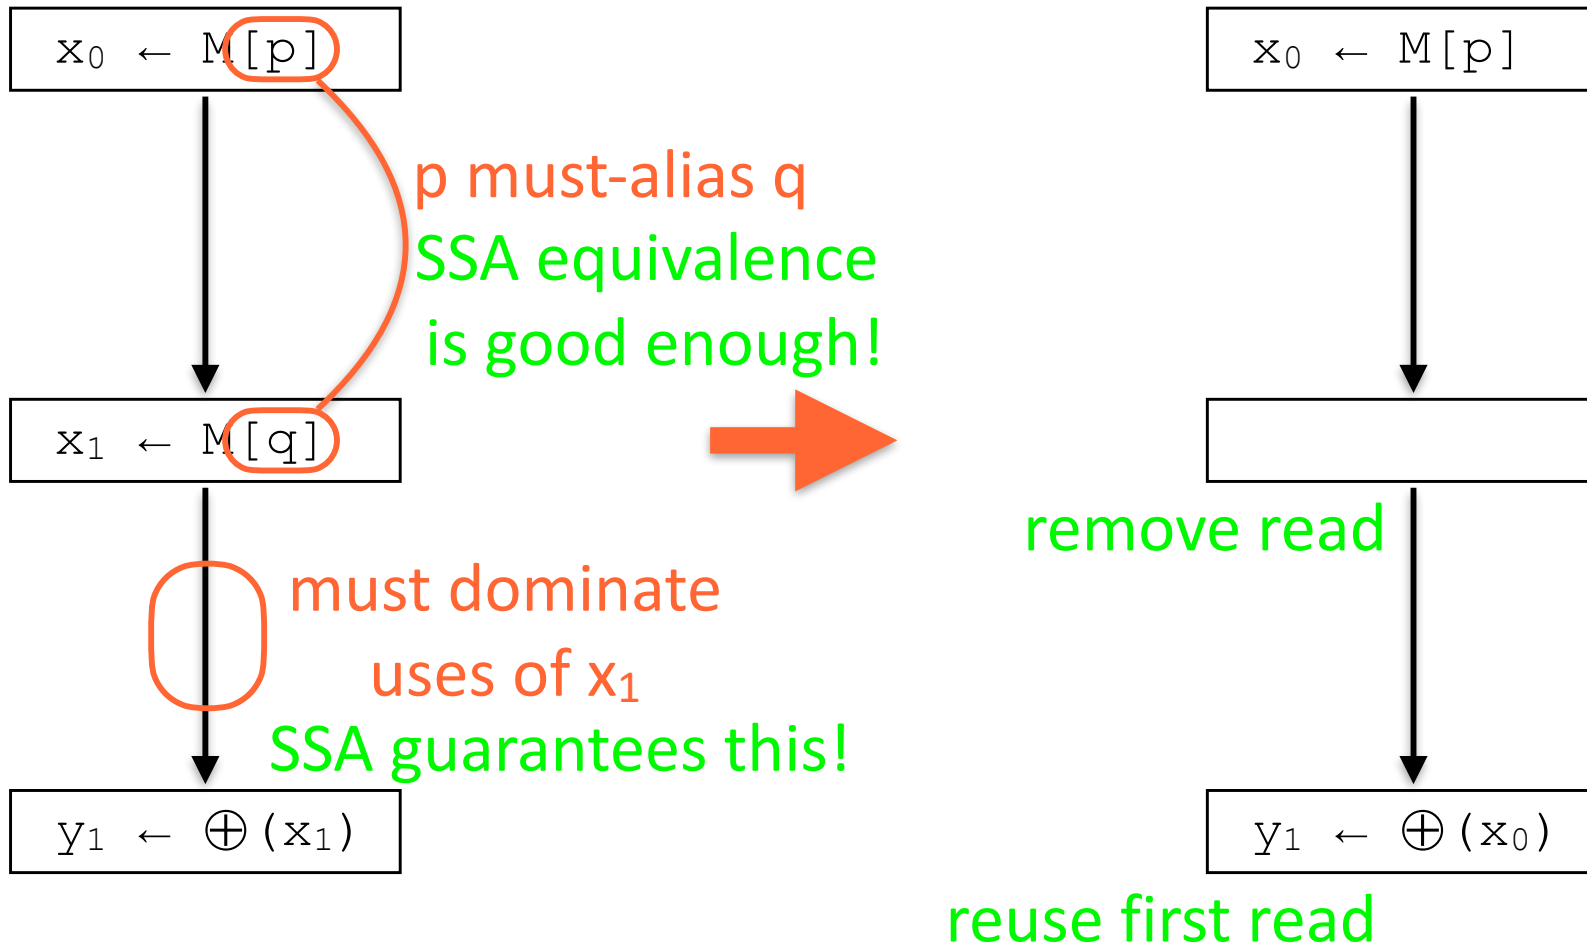 x₀ ← M[p]
x₀ ← M[p]
p must-alias q
SSA equivalence
is good enough!
x₁ ← M[q]
remove read
must dominate
uses of x₁
SSA guarantees this!
y₁ ← ⊕(x₁)
y₁ ← ⊕(x₀)
reuse first read